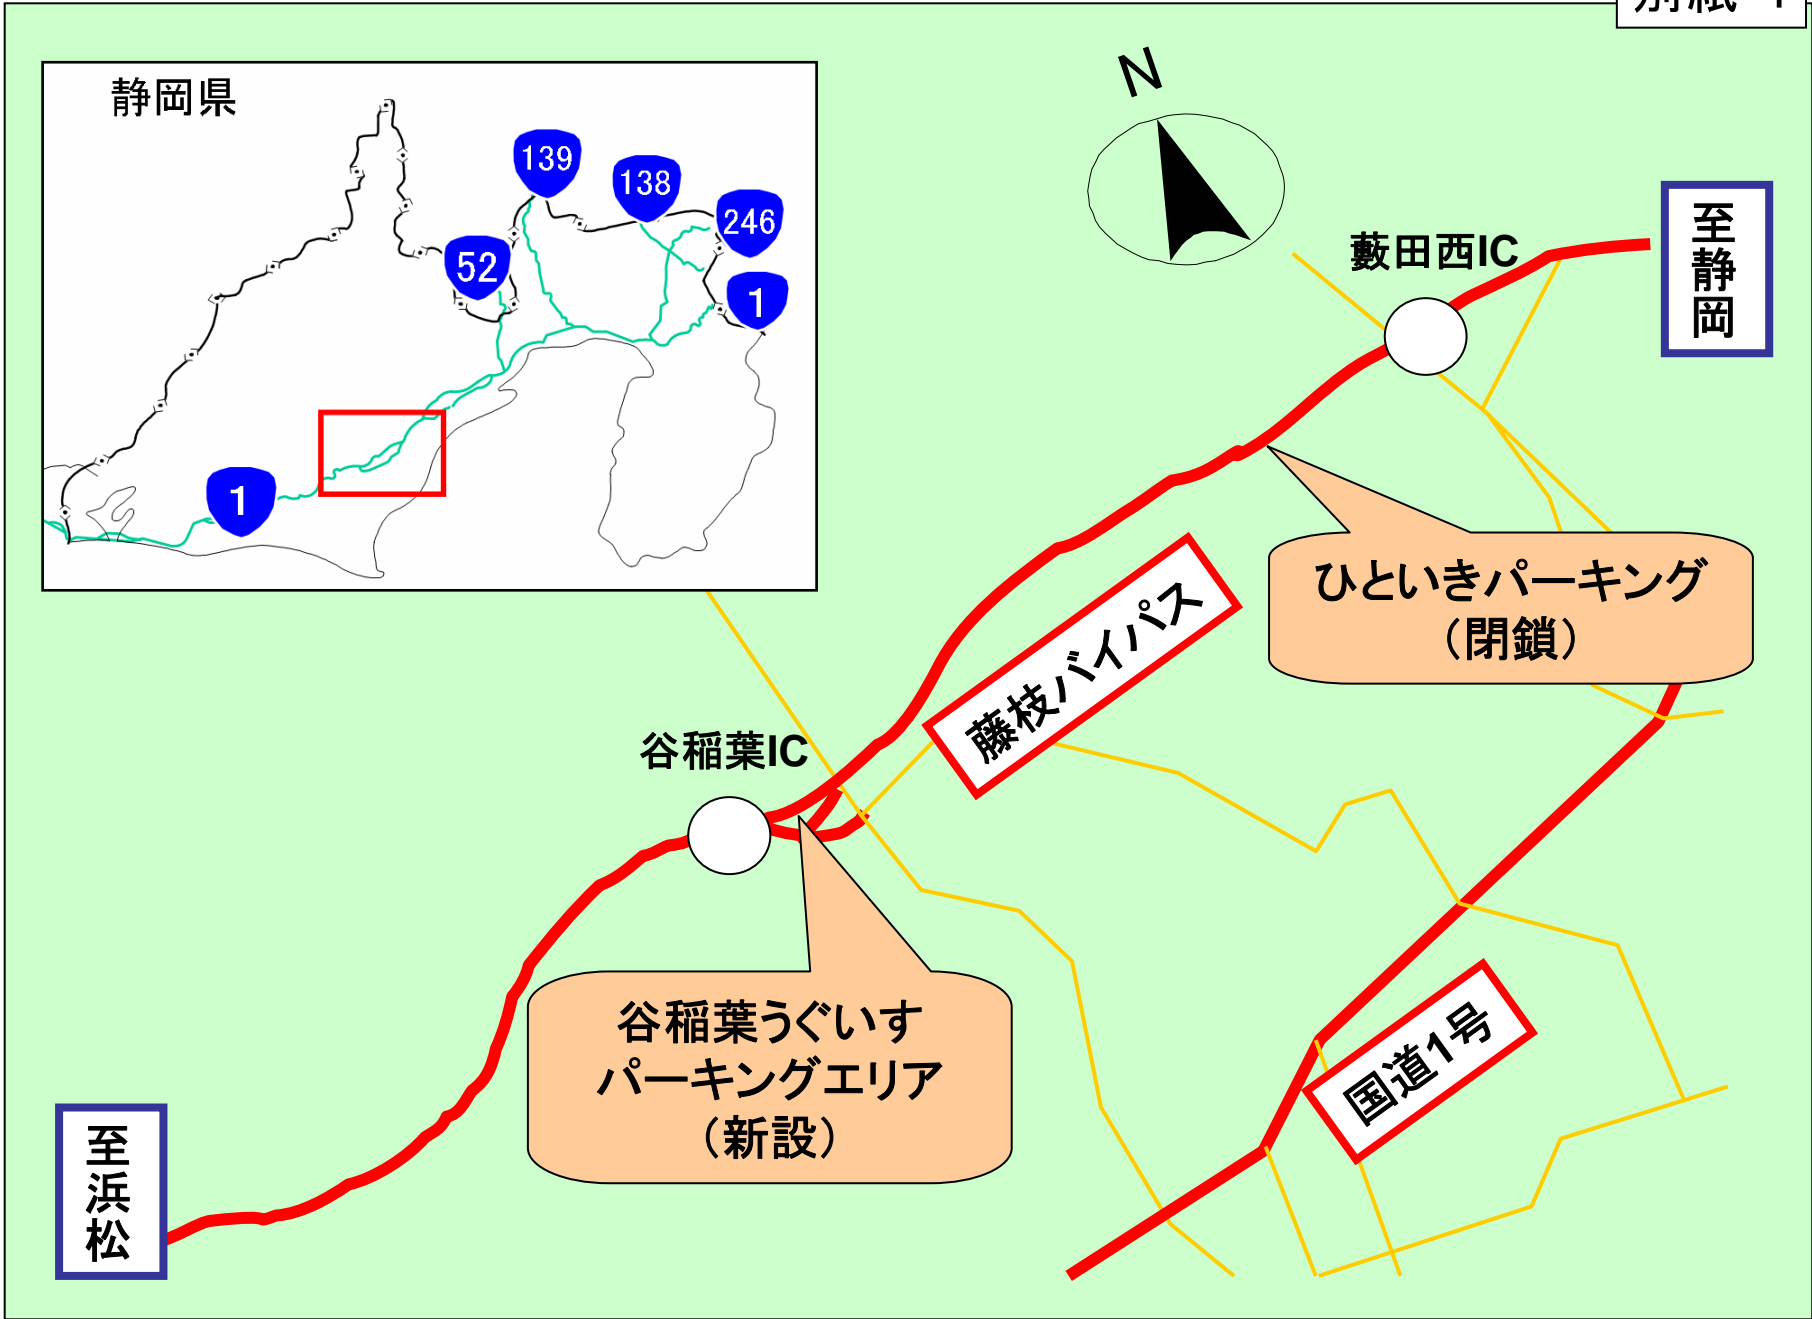 静岡県
139
138
246
52
1
1
N
藪田西IC
至静岡
ひといきパーキング
（閉鎖）
藤枝バイパス
谷稲葉IC
谷稲葉うぐいす
パーキングエリア
（新設）
国道1号
至浜松